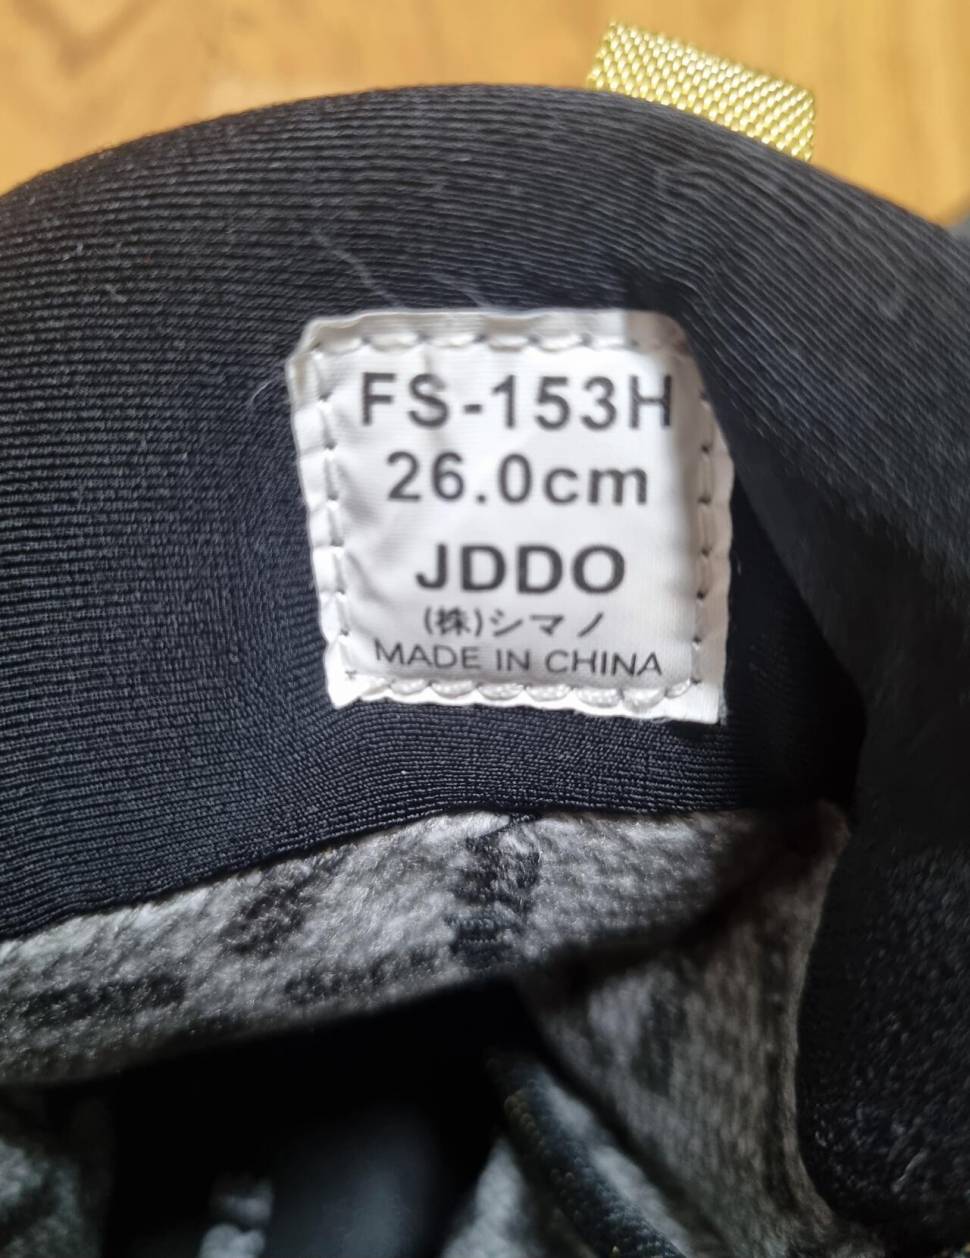 FS-153H
26.0cm
JDDO
(株)シマノ
MADE IN CHINA